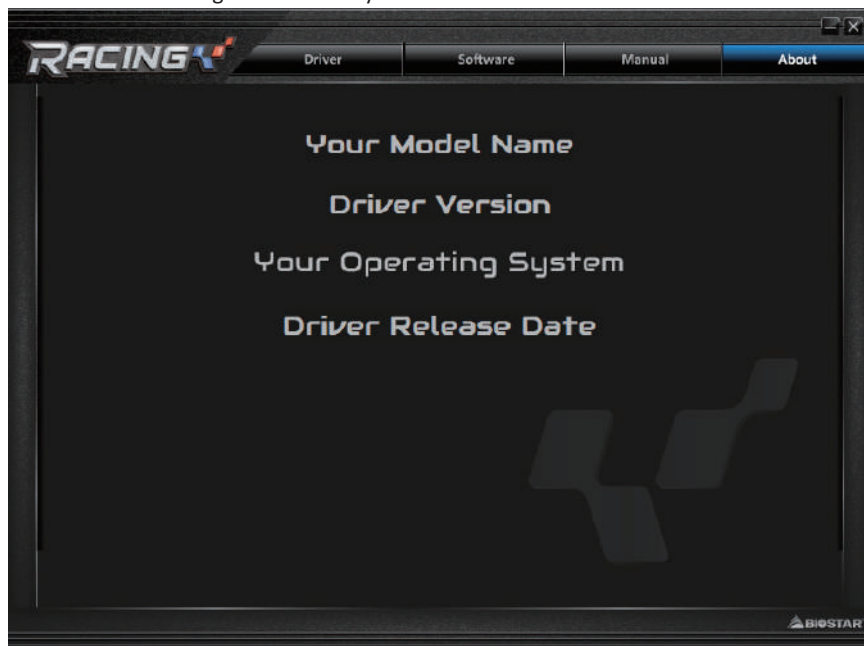 RACING
Driver
Software
Manual
About
Your Model Name
Driver Version
Your Operating System
Driver Release Date
BIOSTAR